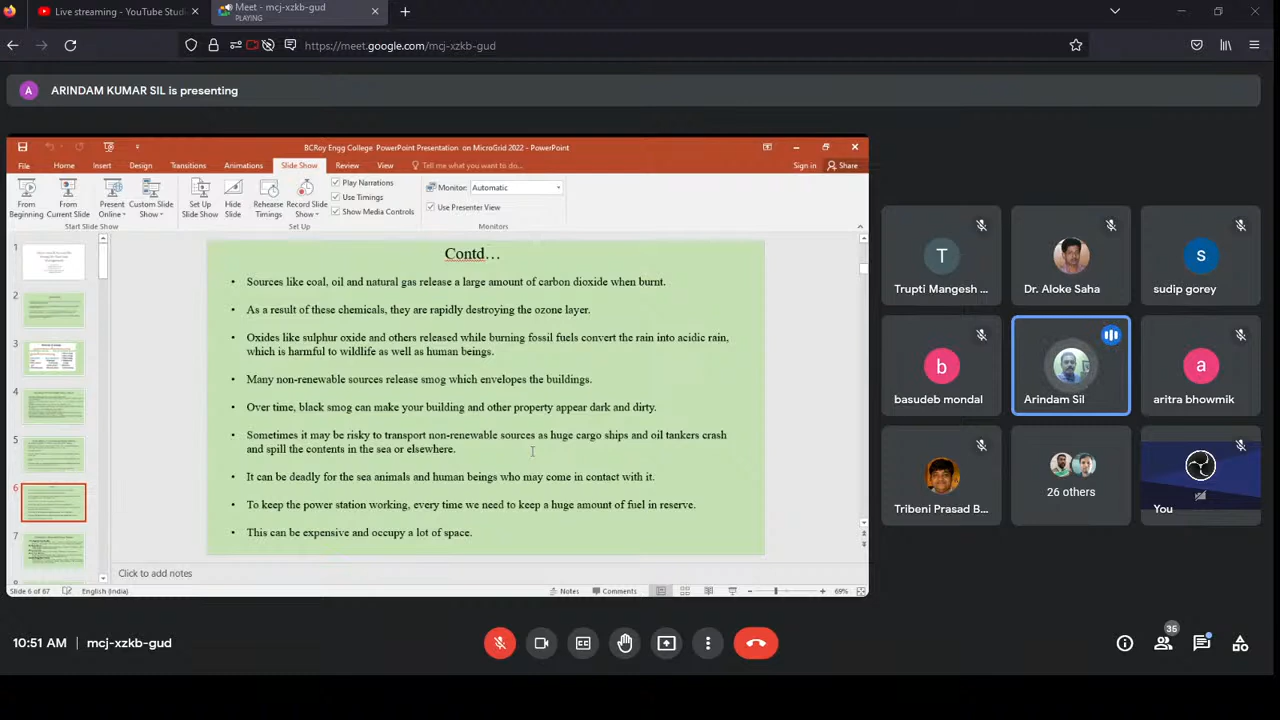 Live streaming - YouTube Studi
Meet - mcj-xzkb-gud
PLAYING
https://meet.google.com/mcj-xzkb-gud
A
ARINDAM KUMAR SIL is presenting
BCRoy Engg College PowerPoint Presentation on MicroGrid 2022 - PowerPoint
File Home Insert Design Transitions Animations Slide Show Review View Tell me what you want to do...
Sign in Share
From Beginning
From Current Slide
Present Online
Custom Slide Show
Set Up Slide Show
Hide Slide
Rehearse Timings
Record Slide Show
Play Narrations
Use Timings
Show Media Controls
Monitor: Automatic
Use Presenter View
Start Slide Show
Set Up
Monitors
1
2
3
4
5
6
7
Contd…
• Sources like coal, oil and natural gas release a large amount of carbon dioxide when burnt.
• As a result of these chemicals, they are rapidly destroying the ozone layer.
• Oxides like sulphur oxide and others released while burning fossil fuels convert the rain into acidic rain,
which is harmful to wildlife as well as human beings.
• Many non-renewable sources release smog which envelopes the buildings.
• Over time, black smog can make your building and other property appear dark and dirty.
• Sometimes it may be risky to transport non-renewable sources as huge cargo ships and oil tankers crash
and spill the contents in the sea or elsewhere.
• It can be deadly for the sea animals and human beings who may come in contact with it.
• To keep the power station working, every time we need to keep a huge amount of fuel in reserve.
• This can be expensive and occupy a lot of space.
Click to add notes
Slide 6 of 67
English (India)
Notes
Comments
69%
T
Trupti Mangesh ...
Dr. Aloke Saha
s
sudip gorey
b
basudeb mondal
Arindam Sil
a
aritra bhowmik
Tribeni Prasad B...
26 others
You
10:51 AM | mcj-xzkb-gud
36